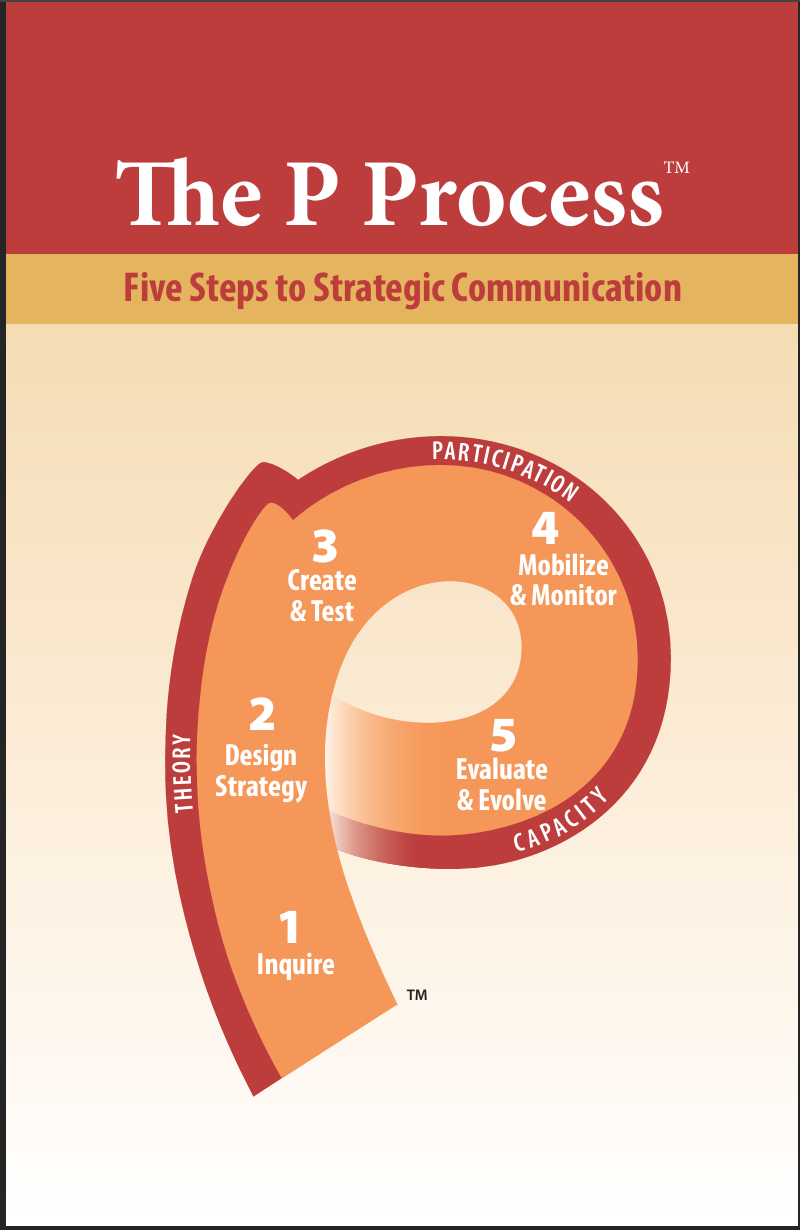 The P Process™
Five Steps to Strategic Communication
PARTICIPATION
4
Mobilize
& Monitor
3
Create
& Test
2
Design
Strategy
THEORY
5
Evaluate
& Evolve
CAPACITY
1
Inquire
TM